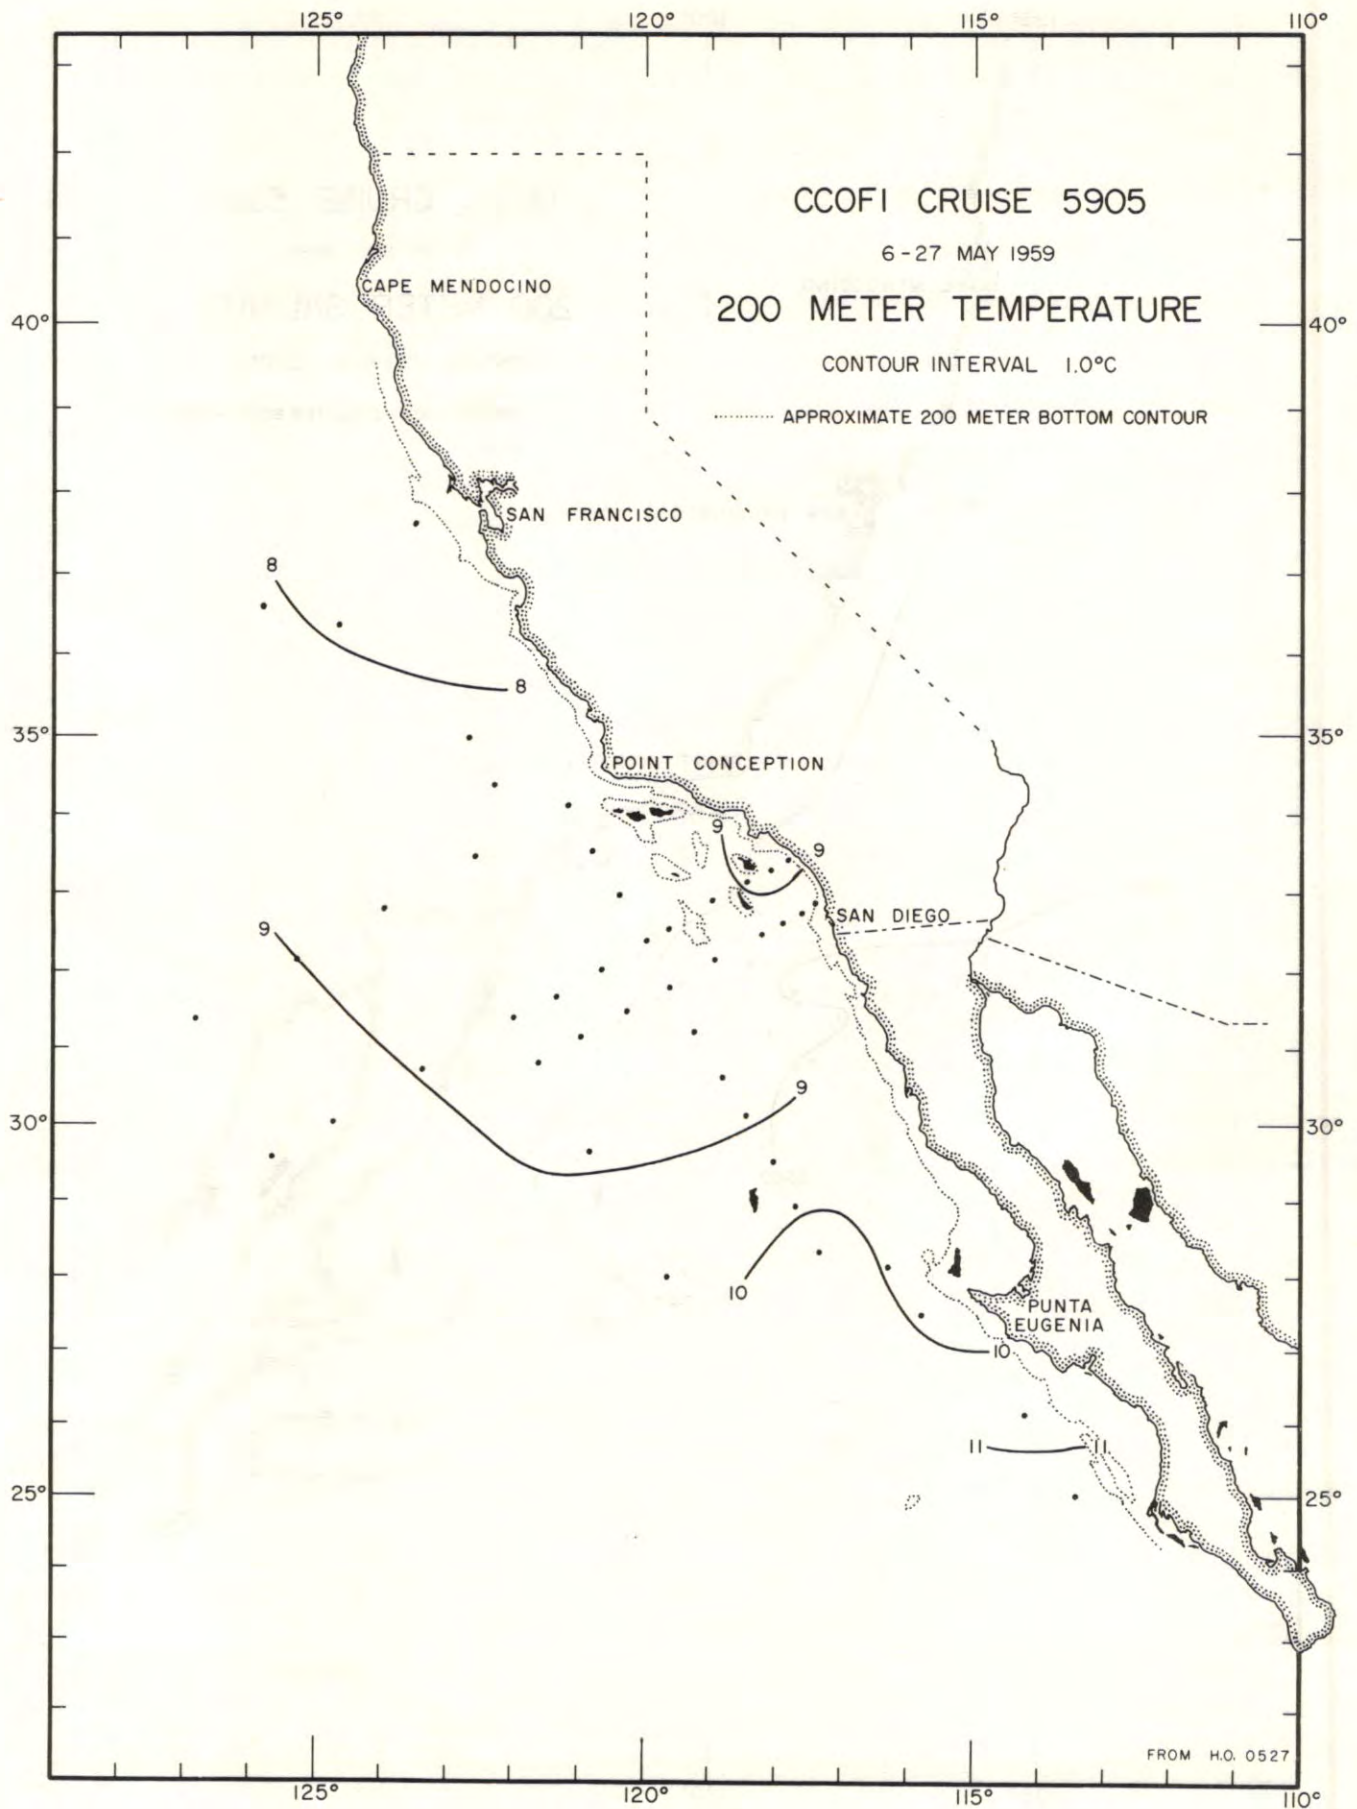 125° 120° 115° 110°
CCOFI CRUISE 5905
6-27 MAY 1959
CAPE MENDOCINO
200 METER TEMPERATURE
40° 40°
CONTOUR INTERVAL 1.0°C
APPROXIMATE 200 METER BOTTOM CONTOUR
SAN FRANCISCO
8
8
35° 35°
POINT CONCEPTION
9
9
SAN DIEGO
9
9
30° 30°
10
PUNTA
EUGENIA
10
11 11
25° 25°
FROM H.O. 0527
125° 120° 115° 110°